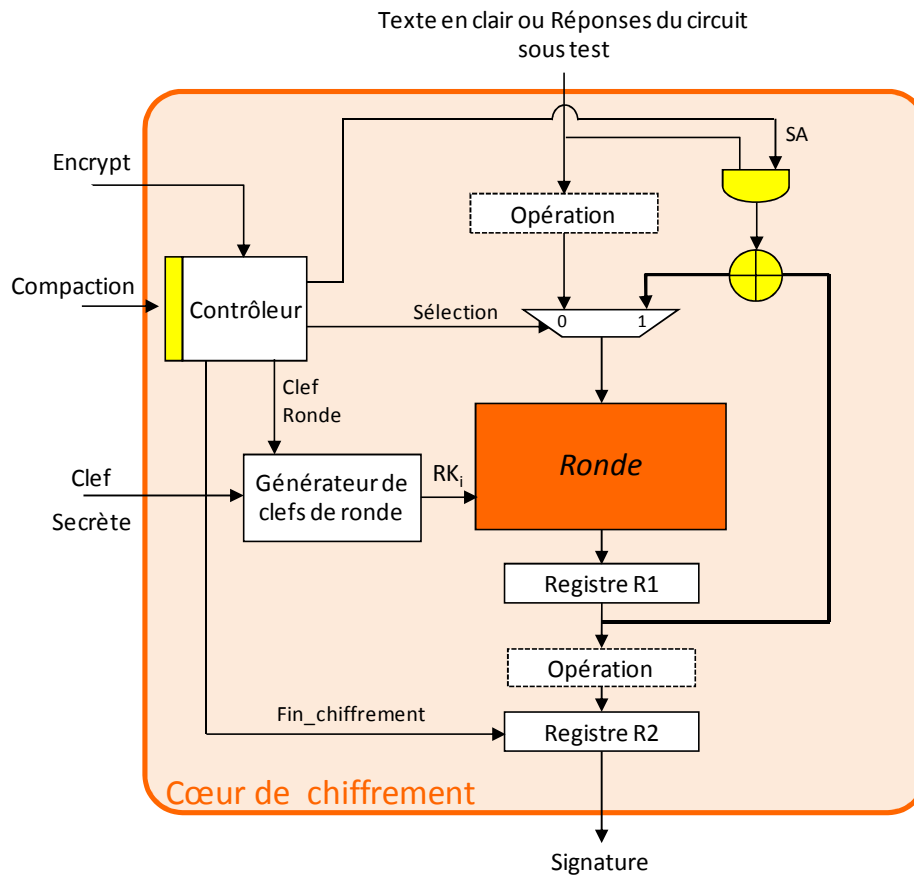 Texte en clair ou Réponses du circuit
sous test
SA
Encrypt
Opération
Compaction
Contrôleur
Sélection
0
1
Clef
Ronde
Ronde
Clef
Secrète
Générateur de
clefs de ronde
RKi
Registre R1
Opération
Fin_chiffrement
Registre R2
Cœur de chiffrement
Signature